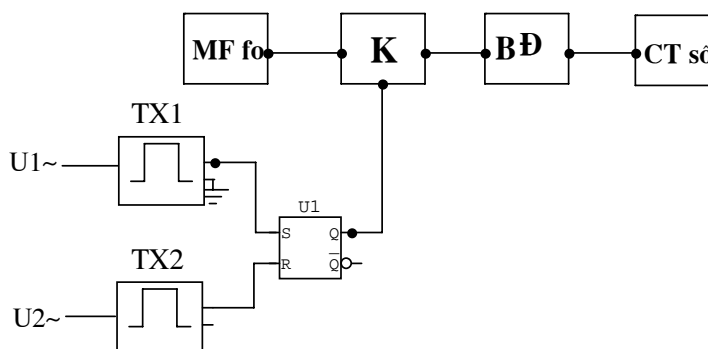 MF fo
K
BĐ
CT số
TX1
U1~
U1
S Q
R Q
TX2
U2~